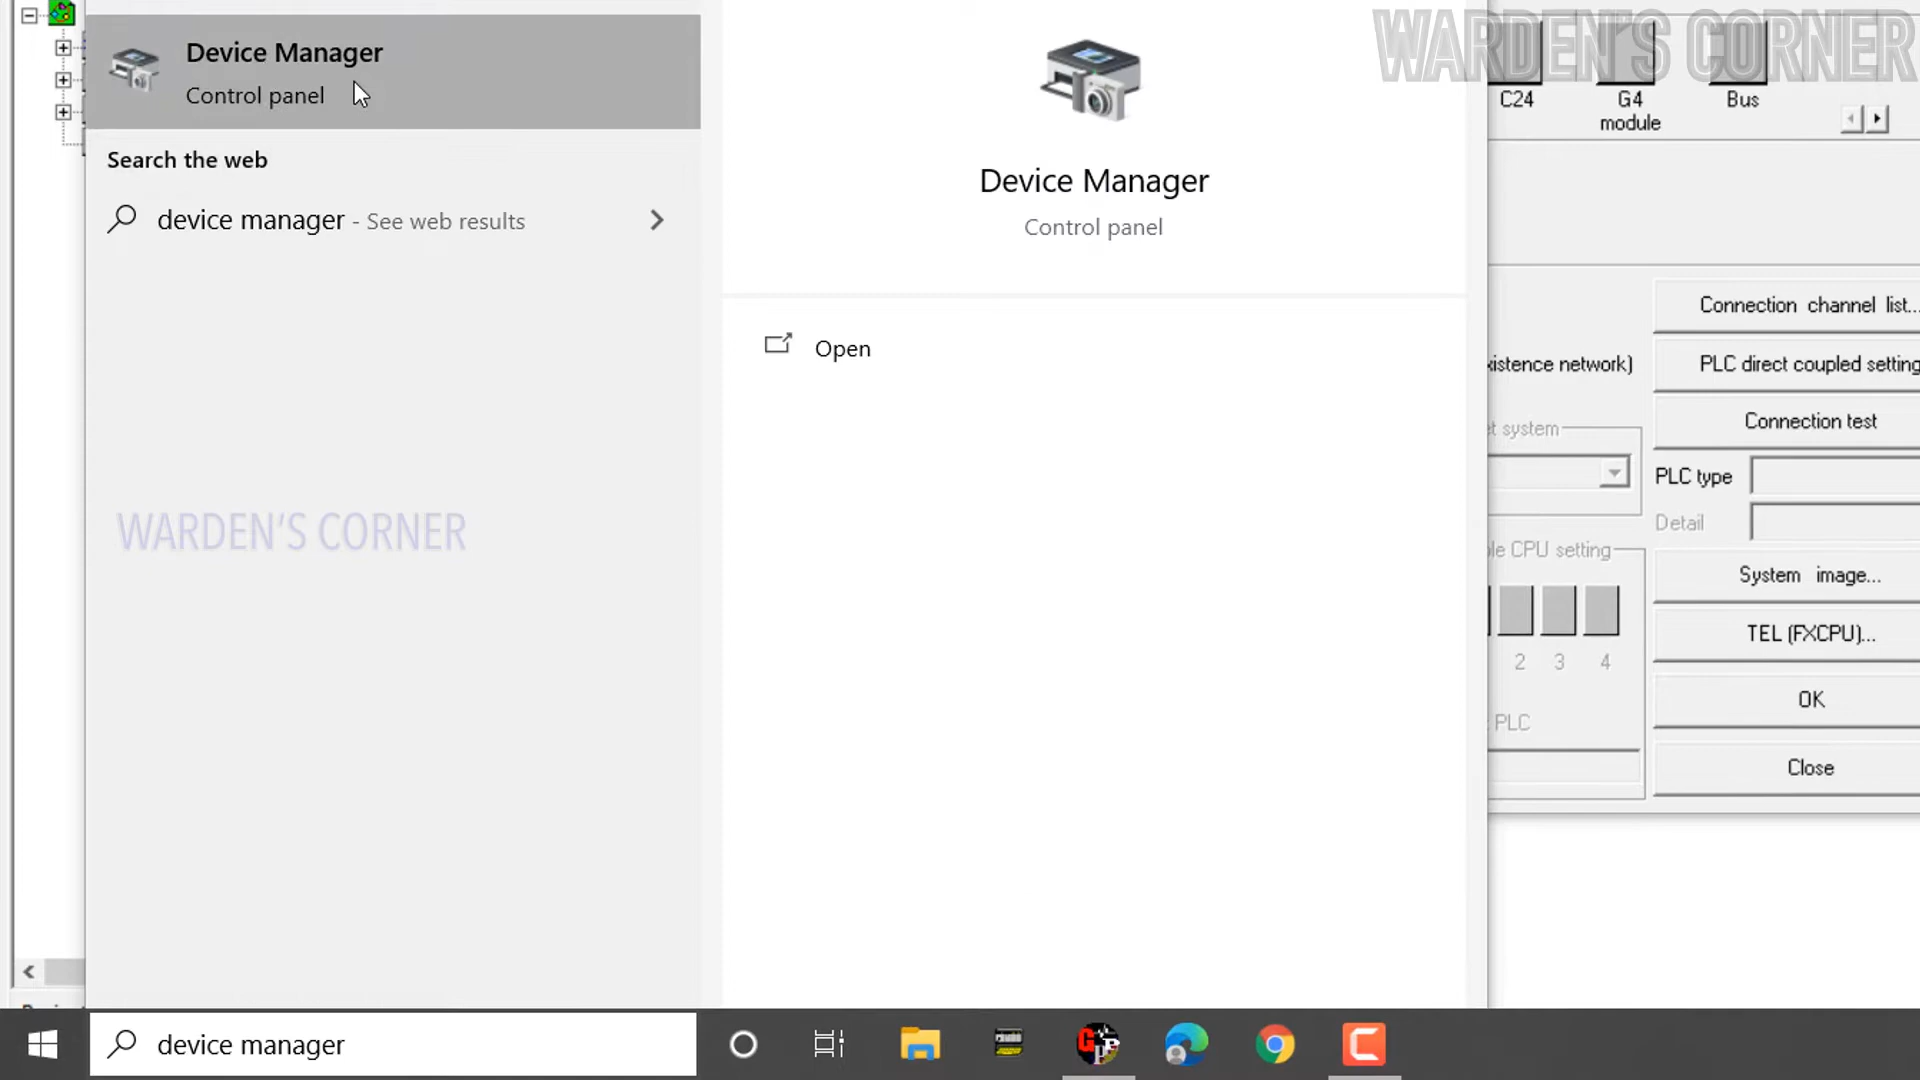 WARDEN'S CORNER
Device Manager
Control panel
Search the web
device manager - See web results
WARDEN'S CORNER
Device Manager
Control panel
Open
C24
G4
module
Bus
Connection channel list...
xistence network)
PLC direct coupled setting
Connection test
et system
PLC type
Detail
le CPU setting
System image...
2 3 4
TEL (FXCPU)...
PLC
OK
Close
device manager